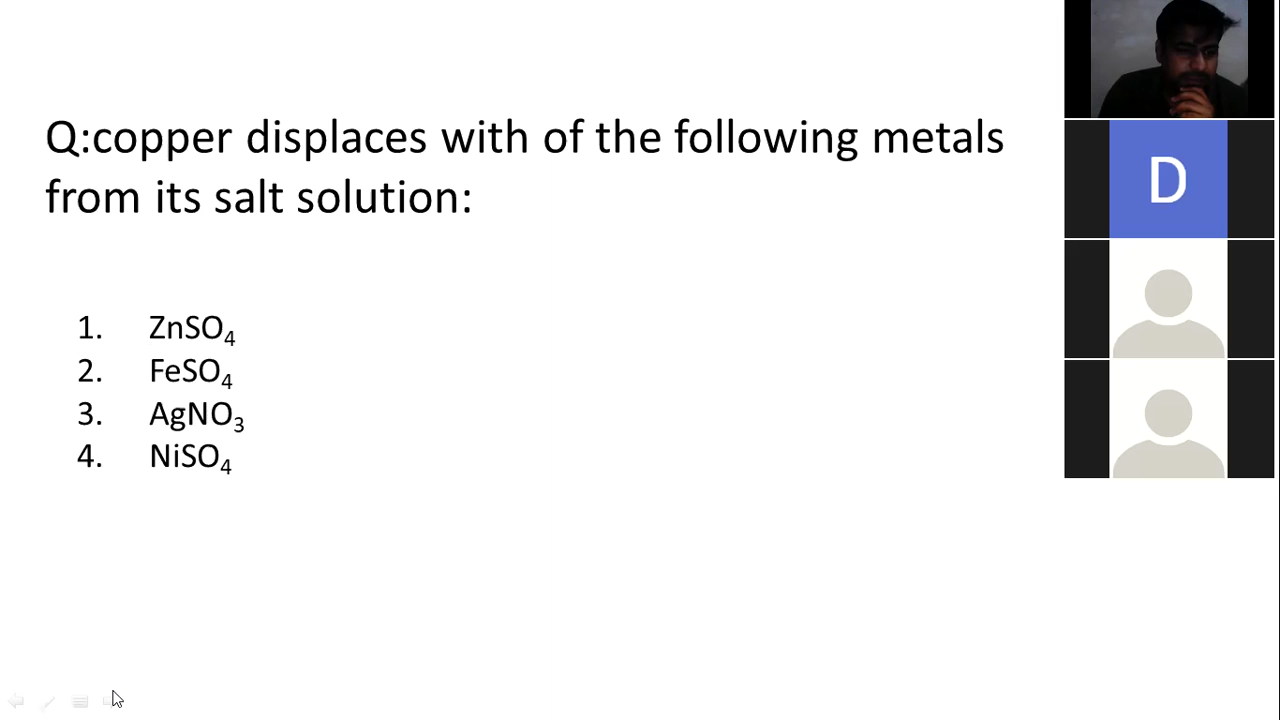 Q:copper displaces with of the following metals
from its salt solution:
1. ZnSO₄
2. FeSO₄
3. AgNO₃
4. NiSO₄
D